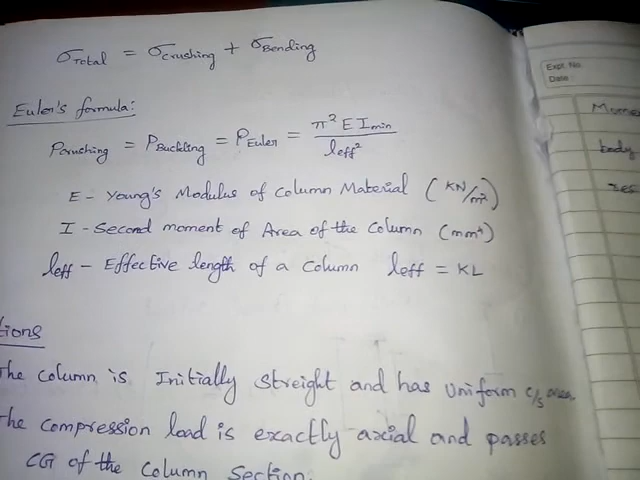 σTotal = σCrushing + σBending
Euler's formula:
Pcrushing = PBuckling = PEuler = π² E Imin / leff²
E - Young's Modulus of Column Material (KN/m²)
I - Second moment of Area of the Column (mm⁴)
leff - Effective length of a Column leff = KL
tions
The column is Initially Streight and has Uniform c/s area
The compression load is exactly axial and passes
CG of the Column Section.
Expt. No
Date
Mome
body
res